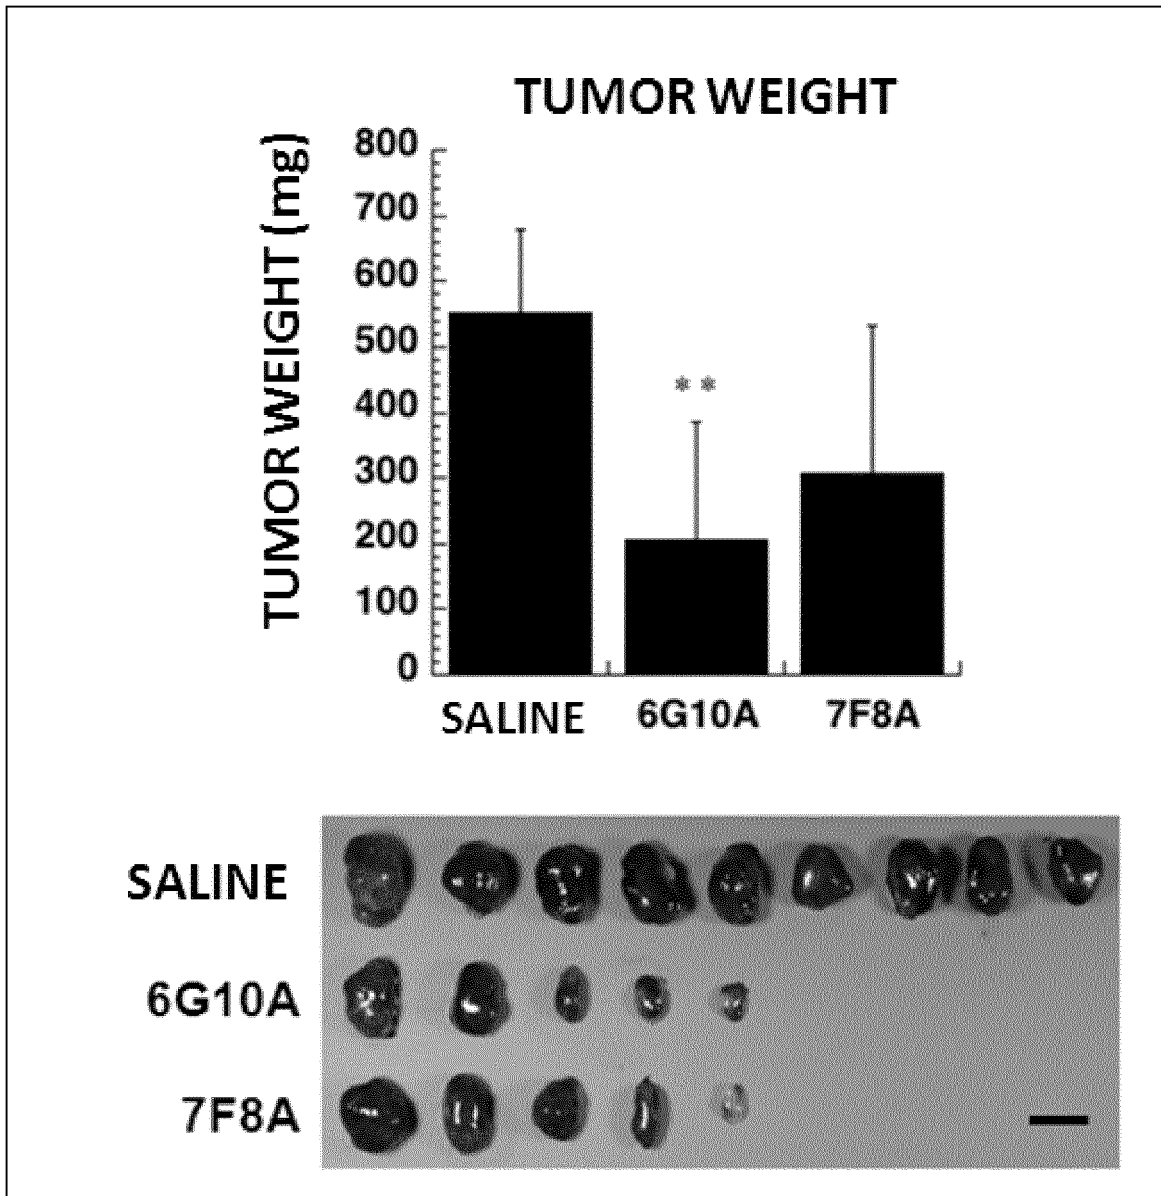 TUMOR WEIGHT
TUMOR WEIGHT (mg)
800
700
600
500
400
300
200
100
0
**
SALINE 6G10A 7F8A
SALINE
6G10A
7F8A